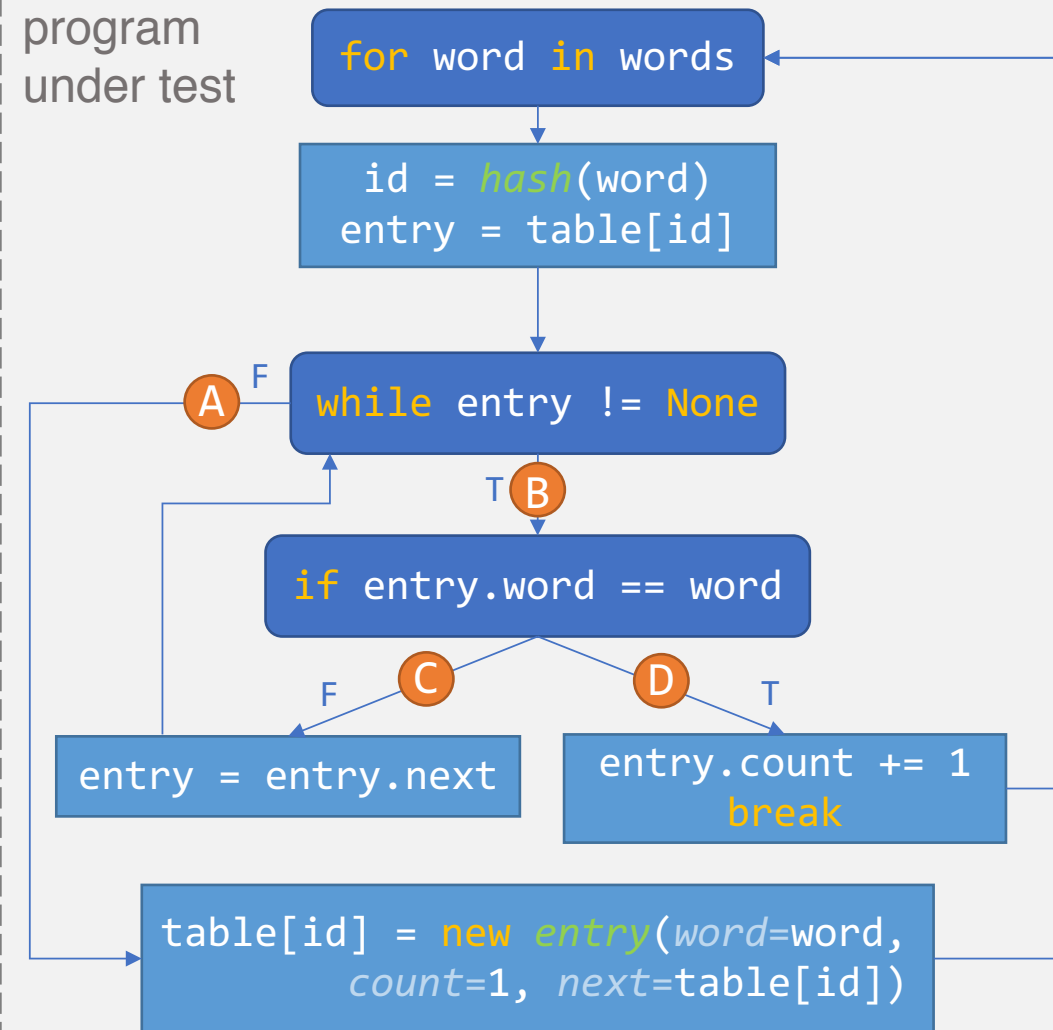 program
under test
for word in words
id = hash(word)
entry = table[id]
F
A
while entry != None
T
B
if entry.word == word
C
F
D
T
entry = entry.next
entry.count += 1
break
table[id] = new entry(word=word,
count=1, next=table[id])